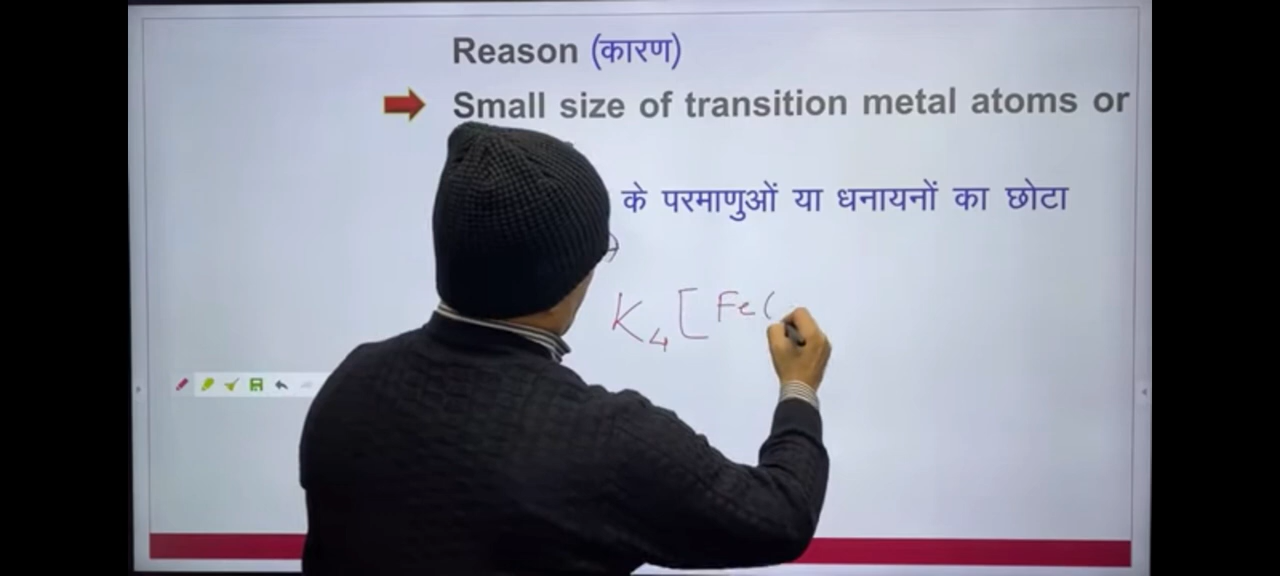 Reason (कारण)
Small size of transition metal atoms or
के परमाणुओं या धनायनों का छोटा
K₄[Fe(